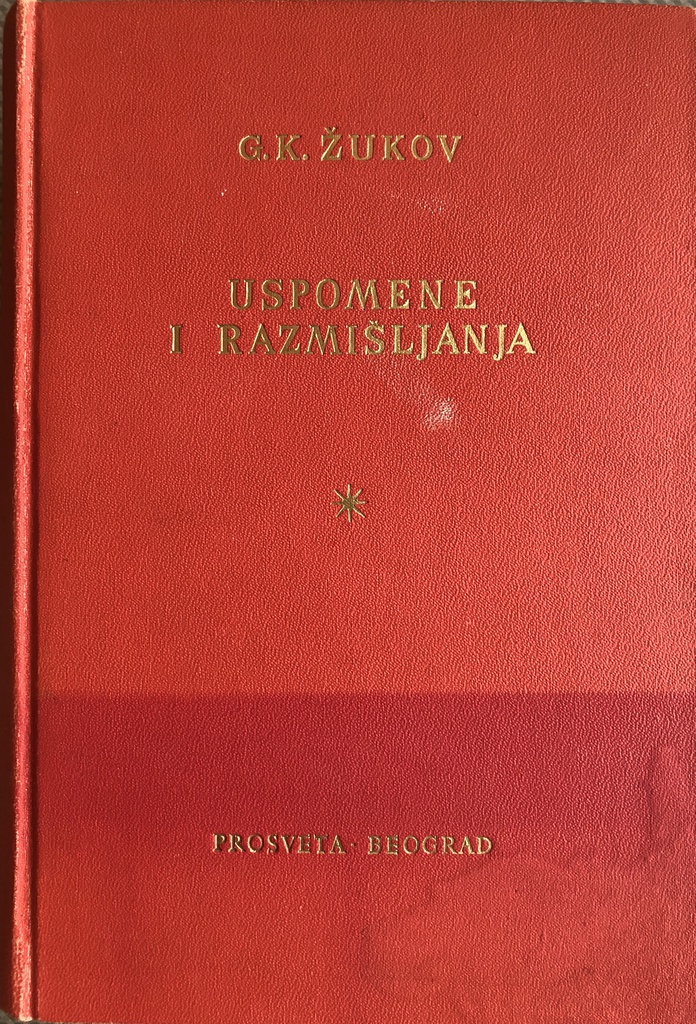 G. K. ŽUKOV
USPOMENE
I RAZMIŠLJANJA
PROSVETA · BEOGRAD